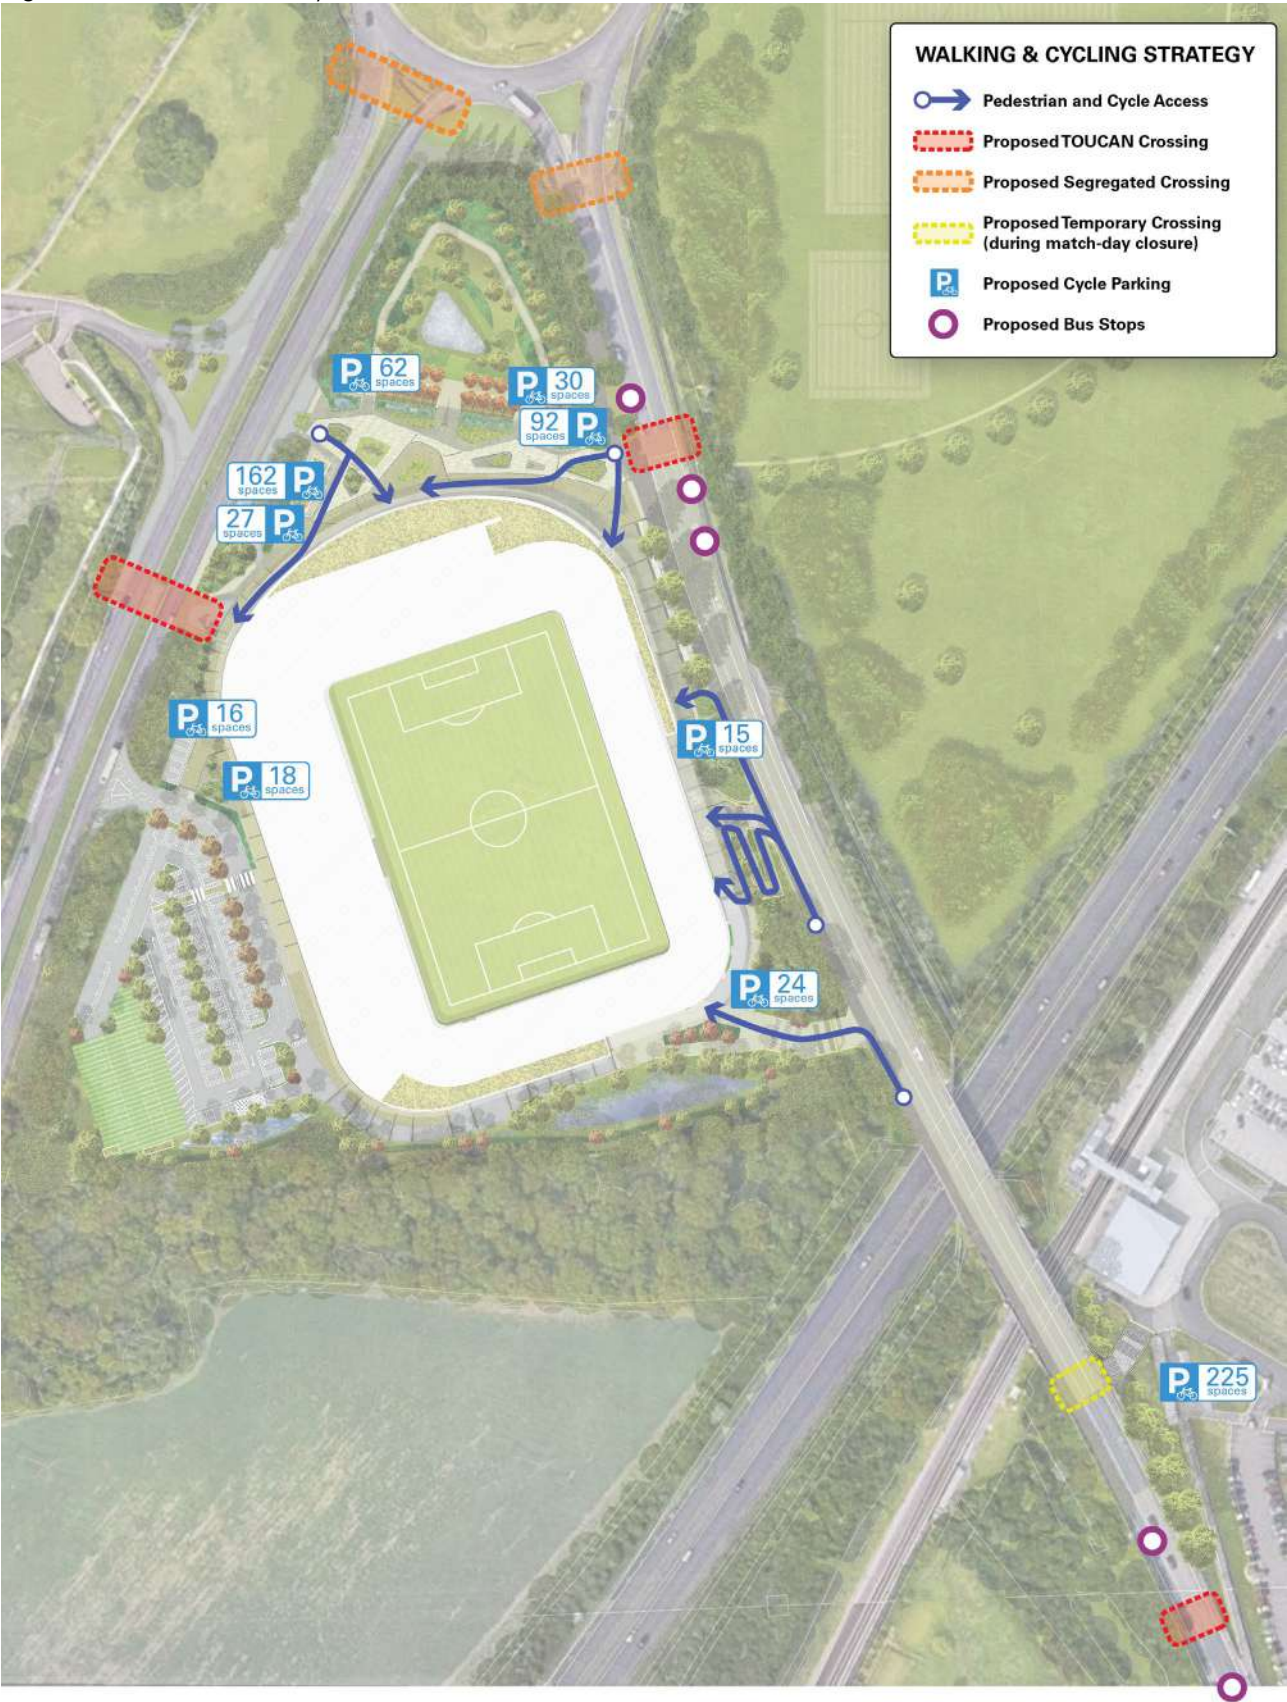 WALKING & CYCLING STRATEGY
Pedestrian and Cycle Access
Proposed TOUCAN Crossing
Proposed Segregated Crossing
Proposed Temporary Crossing
(during match-day closure)
P
Proposed Cycle Parking
Proposed Bus Stops
P 62
spaces
P 30
spaces
92 P
spaces
162 P
spaces
27 P
spaces
P 16
spaces
P 15
spaces
P 18
spaces
P 24
spaces
P 225
spaces